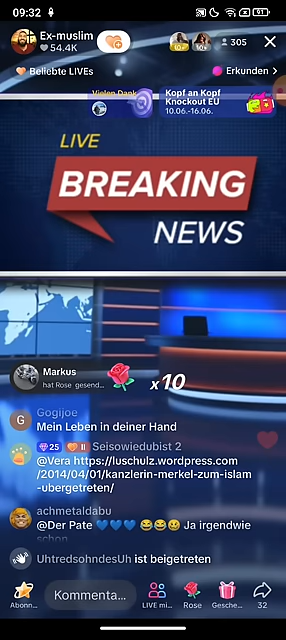 09:32
91
Ex-muslim
54.4K
305
Beliebte LIVEs
Erkunden >
Vielen Dank
Kopf an Kopf
Knockout EU
10.06.-16.06.
LIVE
BREAKING
NEWS
Markus
hat Rose gesend...
x10
G
Gogijoe
Mein Leben in deiner Hand
25 II Seisowiedubist 2
@Vera https://luschulz.wordpress.com
/2014/04/01/kanzlerin-merkel-zum-islam
-ubergetreten/
achmetaldabu
@Der Pate 💙💙💙 😂😂😂 Ja irgendwie
schon
UhtredsohndesUh ist beigetreten
Abonn...
Kommenta...
LIVE mi...
Rose
Gesche...
32